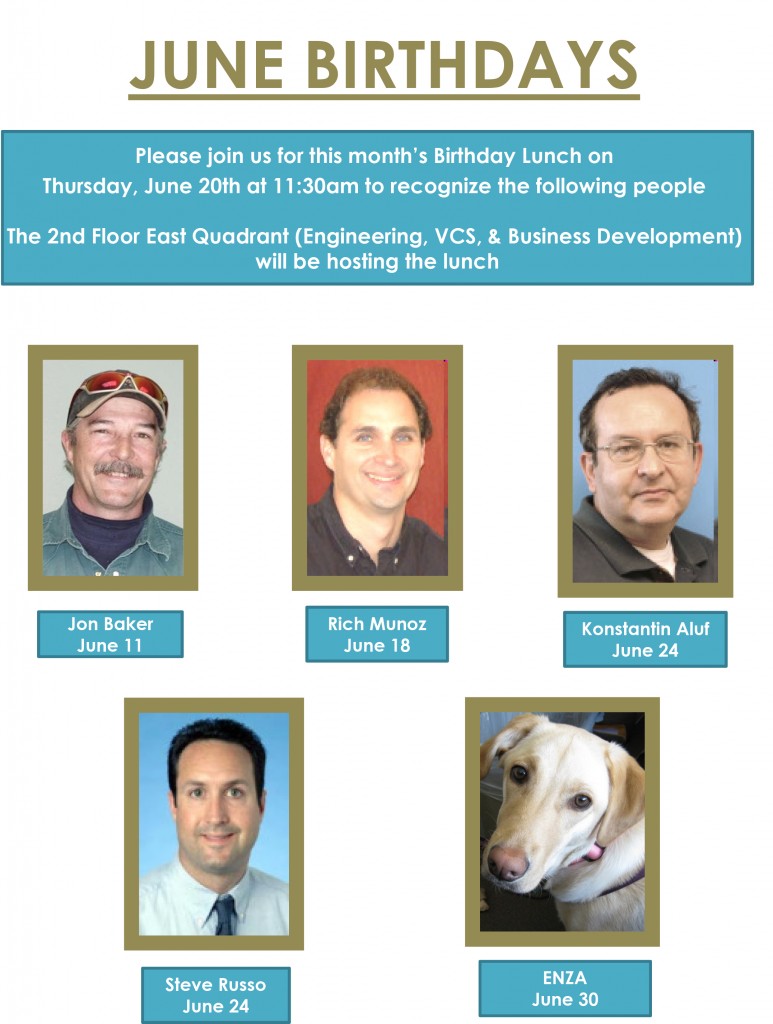 JUNE BIRTHDAYS
Please join us for this month's Birthday Lunch on
Thursday, June 20th at 11:30am to recognize the following people
The 2nd Floor East Quadrant (Engineering, VCS, & Business Development)
will be hosting the lunch
Jon Baker
June 11
Rich Munoz
June 18
Konstantin Aluf
June 24
Steve Russo
June 24
ENZA
June 30